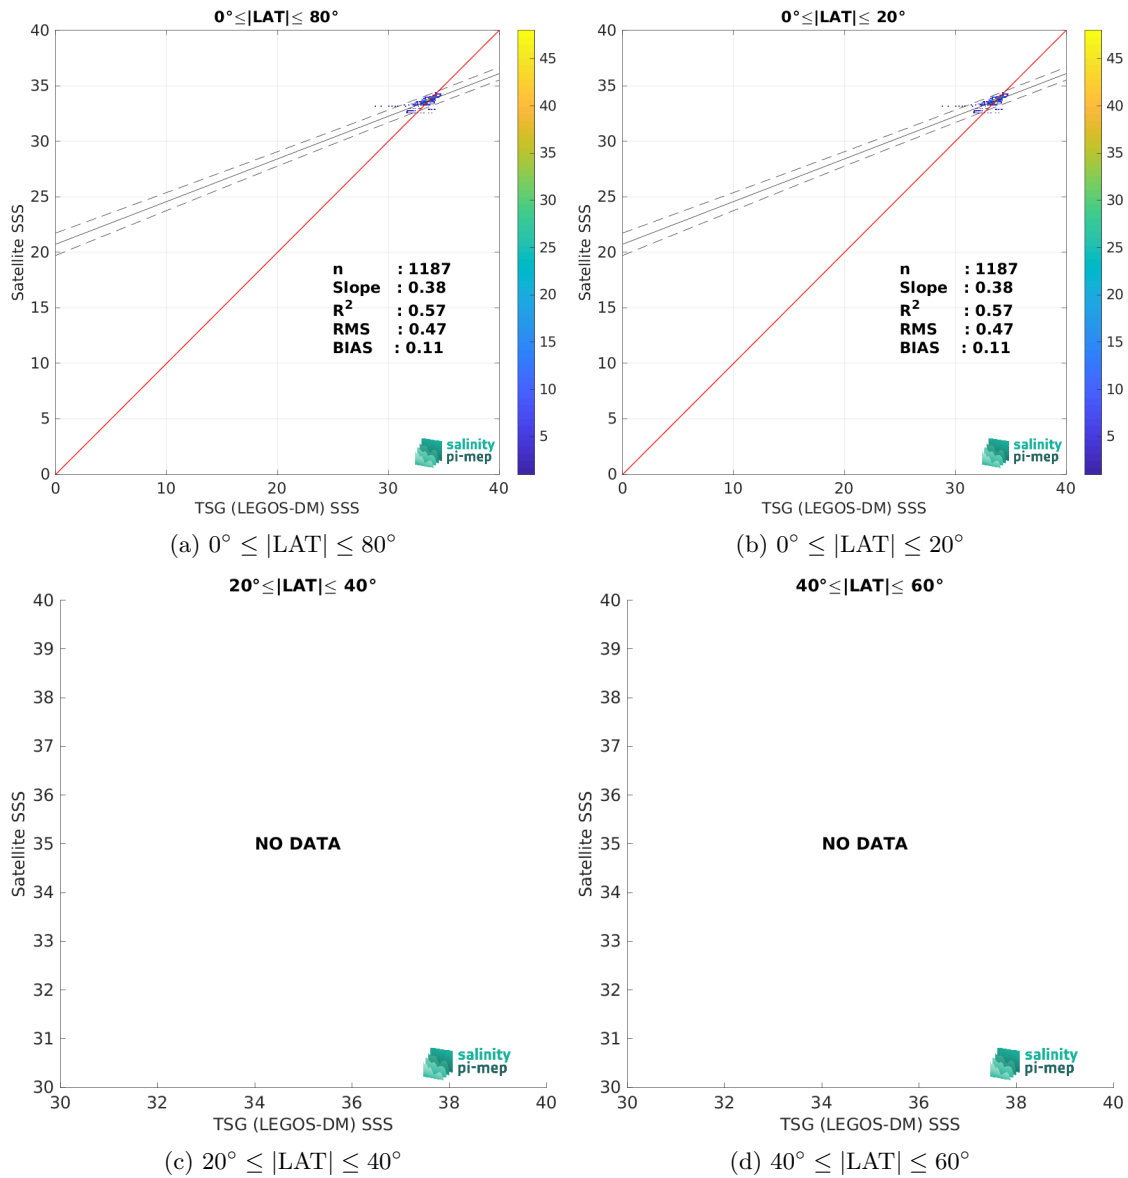 0°≤|LAT|≤ 80°
40
35
30
25
20
15
10
5
0
Satellite SSS
n : 1187
Slope : 0.38
R² : 0.57
RMS : 0.47
BIAS : 0.11
salinity
pi-mep
0 10 20 30 40
TSG (LEGOS-DM) SSS
45
40
35
30
25
20
15
10
5
(a) 0° ≤ |LAT| ≤ 80°
0°≤|LAT|≤ 20°
40
35
30
25
20
15
10
5
0
Satellite SSS
n : 1187
Slope : 0.38
R² : 0.57
RMS : 0.47
BIAS : 0.11
salinity
pi-mep
0 10 20 30 40
TSG (LEGOS-DM) SSS
45
40
35
30
25
20
15
10
5
(b) 0° ≤ |LAT| ≤ 20°
20°≤|LAT|≤ 40°
40
39
38
37
36
35
34
33
32
31
30
Satellite SSS
NO DATA
salinity
pi-mep
30 32 34 36 38 40
TSG (LEGOS-DM) SSS
(c) 20° ≤ |LAT| ≤ 40°
40°≤|LAT|≤ 60°
40
39
38
37
36
35
34
33
32
31
30
Satellite SSS
NO DATA
salinity
pi-mep
30 32 34 36 38 40
TSG (LEGOS-DM) SSS
(d) 40° ≤ |LAT| ≤ 60°